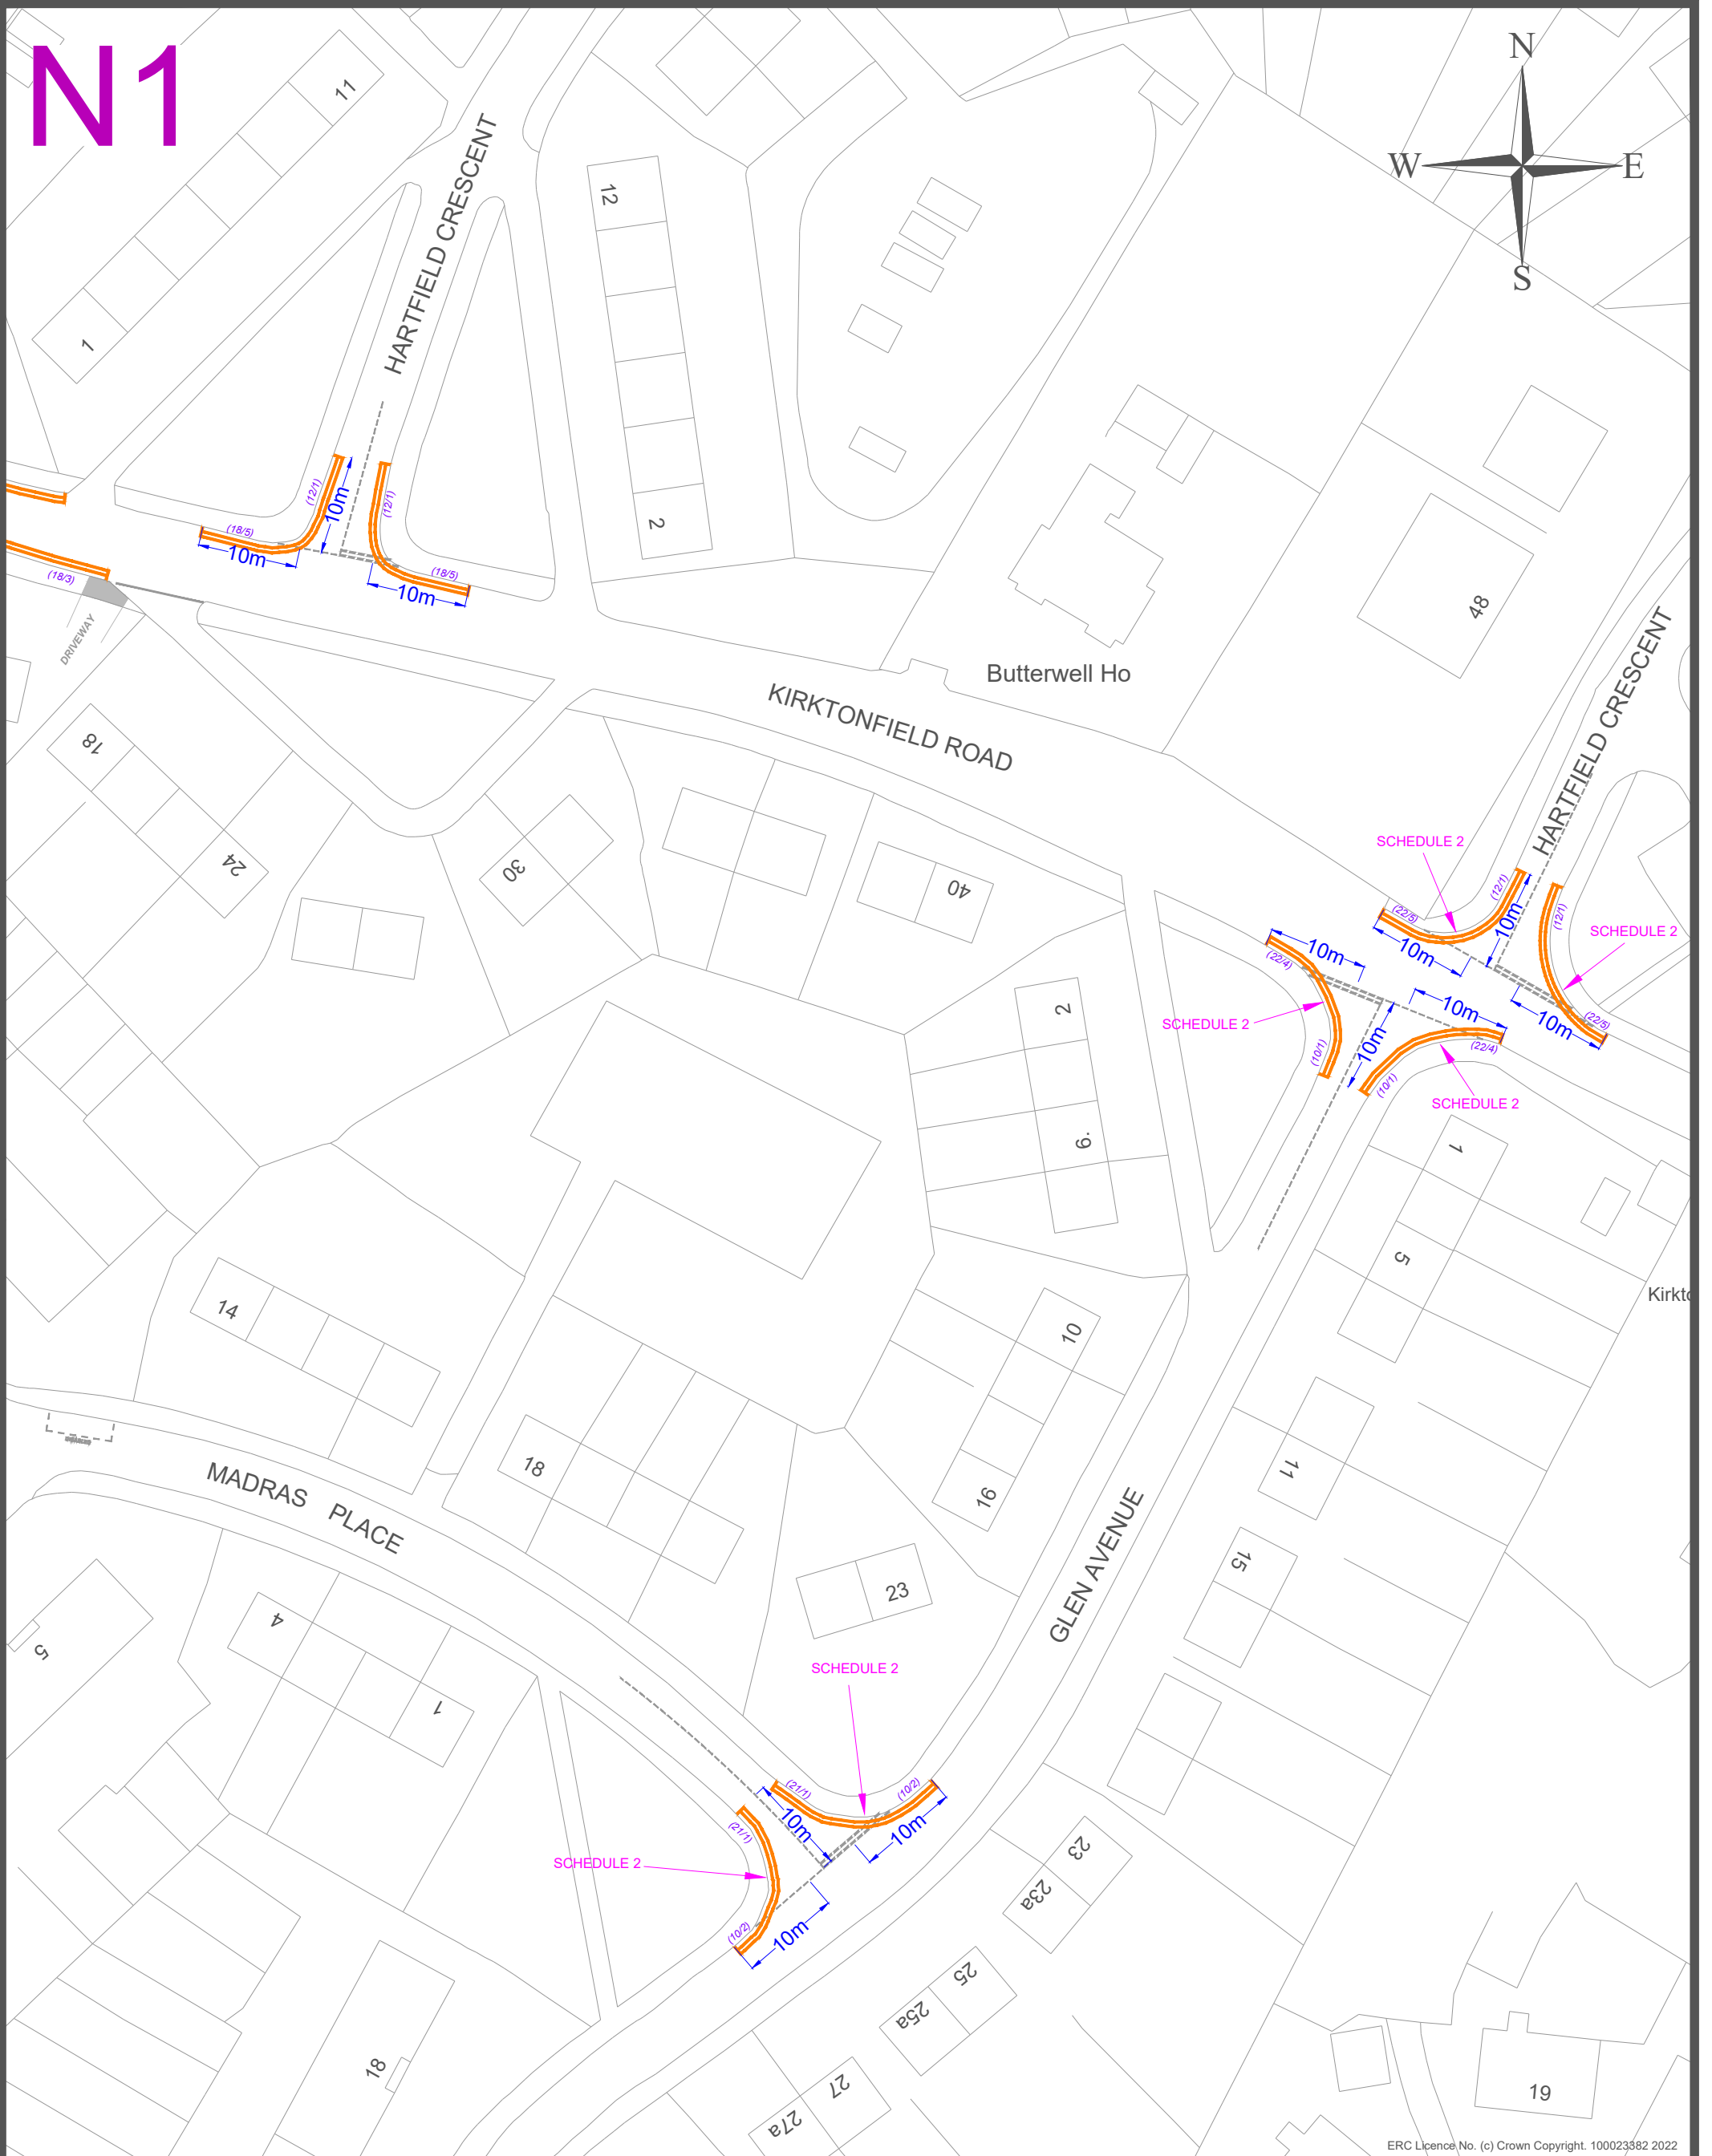 N1
N
W
E
S
11
1
HARTFIELD CRESCENT
12
2
(12/1)
10m
(12/1)
(18/5)
10m
(18/5)
10m
(18/3)
DRIVEWAY
48
Butterwell Ho
KIRKTONFIELD ROAD
HARTFIELD CRESCENT
18
24
30
40
SCHEDULE 2
(12/1)
(22/5)
10m
10m
(12/1)
SCHEDULE 2
10m
(22/4)
10m
10m
(22/5)
SCHEDULE 2
(10/1)
10m
(22/4)
(10/1)
SCHEDULE 2
2
6.
1
5
Kirkto
14
10
18
16
11
MADRAS PLACE
GLEN AVENUE
15
23
5
4
1
SCHEDULE 2
(21/1)
(10/2)
10m
10m
(21/1)
SCHEDULE 2
(10/2)
10m
23
23a
25
25a
27
27a
18
19
ERC Licence No. (c) Crown Copyright. 100023382 2022